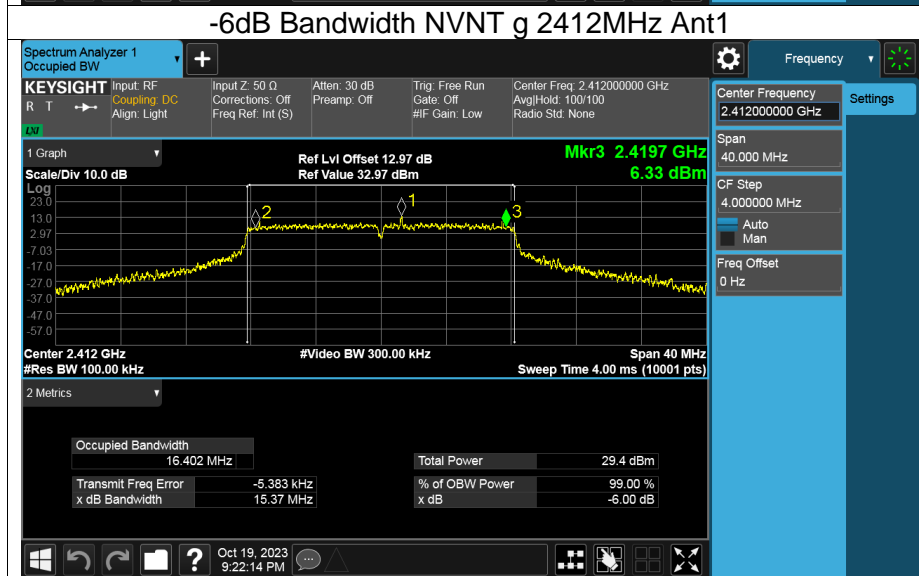 -6dB Bandwidth NVNT g 2412MHz Ant1
Spectrum Analyzer 1
Occupied BW
+
Frequency
KEYSIGHT
R T
LXI
Input: RF
Coupling: DC
Align: Light
Input Z: 50 Ω
Corrections: Off
Freq Ref: Int (S)
Atten: 30 dB
Preamp: Off
Trig: Free Run
Gate: Off
#IF Gain: Low
Center Freq: 2.412000000 GHz
Avg|Hold: 100/100
Radio Std: None
Center Frequency
2.412000000 GHz
Settings
Span
40.000 MHz
CF Step
4.000000 MHz
Auto
Man
Freq Offset
0 Hz
1 Graph
Scale/Div 10.0 dB
Ref Lvl Offset 12.97 dB
Ref Value 32.97 dBm
Mkr3 2.4197 GHz
6.33 dBm
Log
23.0
13.0
2.97
-7.03
-17.0
-27.0
-37.0
-47.0
-57.0
2
1
3
Center 2.412 GHz
#Res BW 100.00 kHz
#Video BW 300.00 kHz
Span 40 MHz
Sweep Time 4.00 ms (10001 pts)
2 Metrics
Occupied Bandwidth
16.402 MHz
Total Power 29.4 dBm
Transmit Freq Error -5.383 kHz
% of OBW Power 99.00 %
x dB Bandwidth 15.37 MHz
x dB -6.00 dB
?
Oct 19, 2023
9:22:14 PM